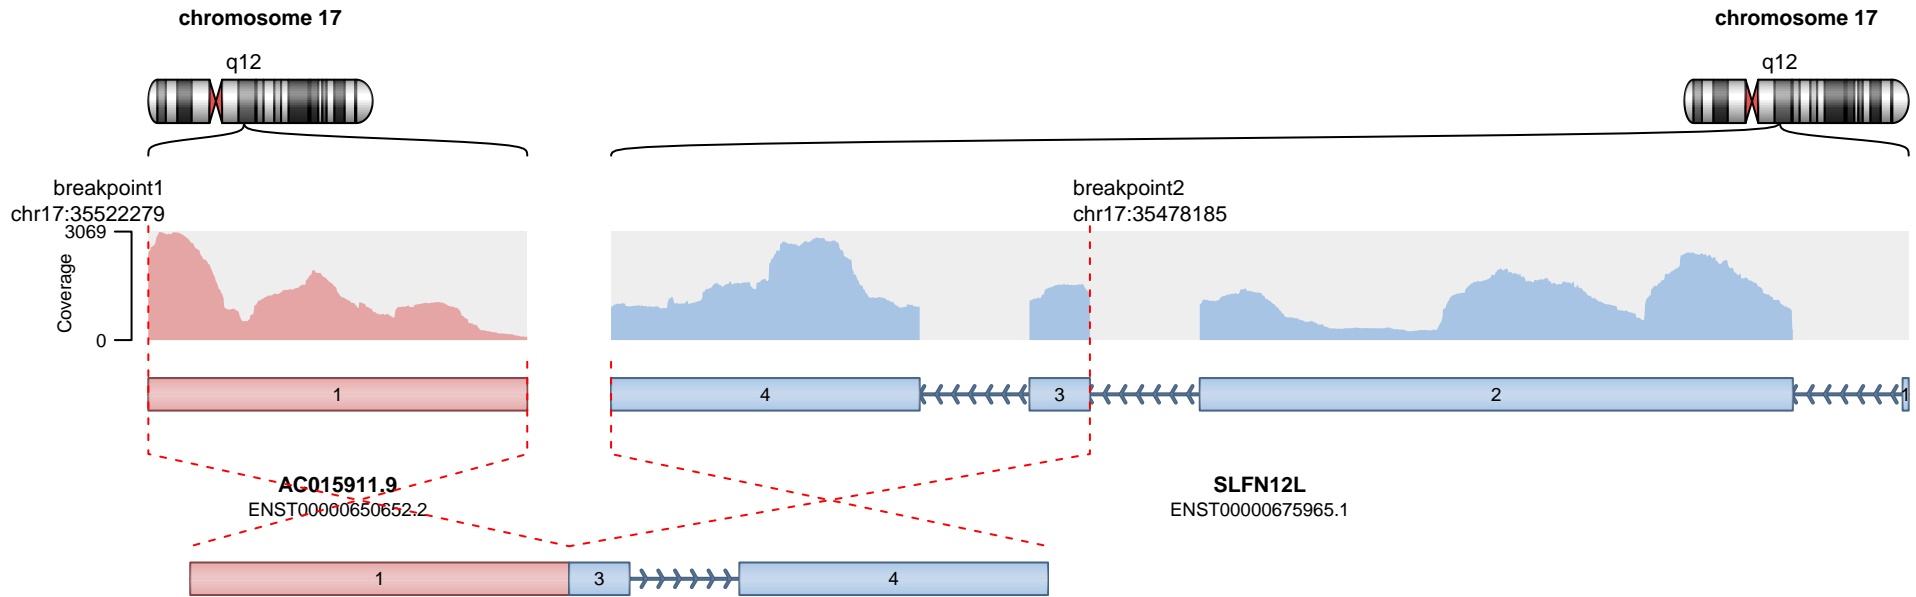 chromosome 17
chromosome 17
q12
q12
breakpoint1
chr17:35522279
breakpoint2
chr17:35478185
3069
Coverage
0
1
4
3
2
1
AC015911.9
ENST00000650652.2
SLFN12L
ENST00000675965.1
1
3
4